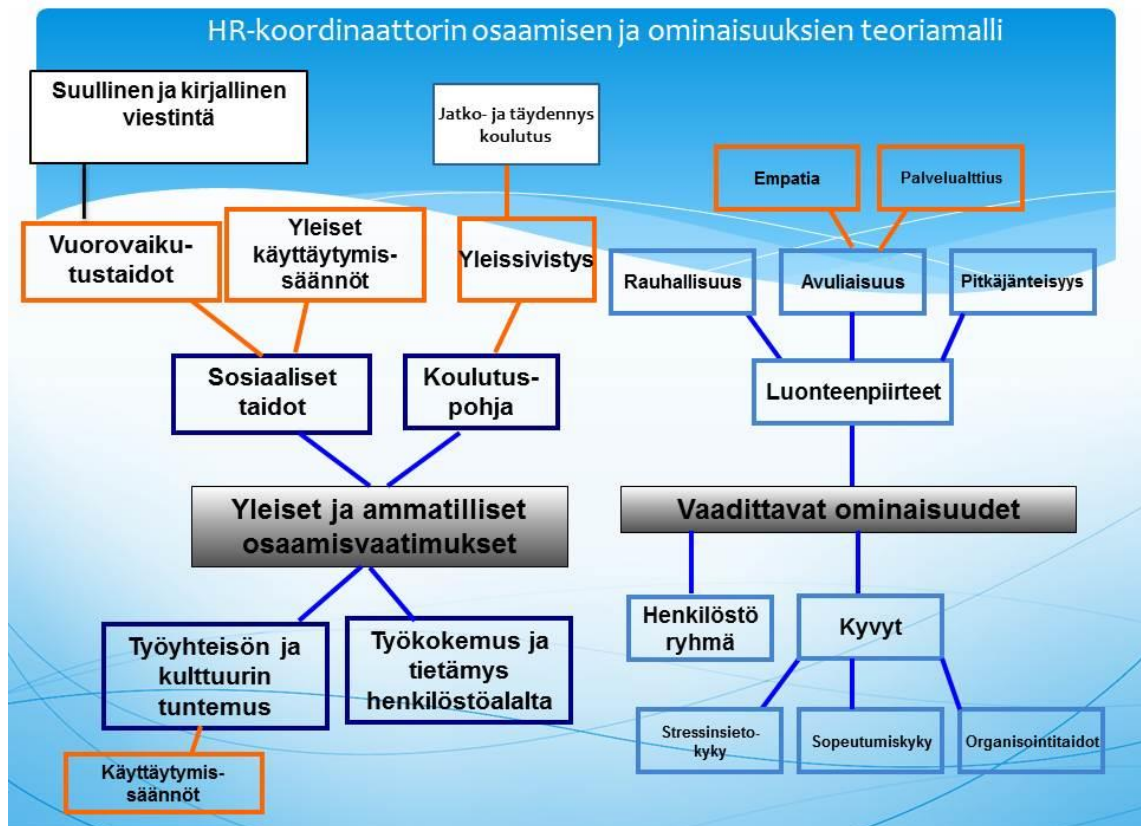 HR-koordinaattorin osaamisen ja ominaisuuksien teoriamalli
Suullinen ja kirjallinen
viestintä
Jatko- ja täydennys
koulutus
Empatia
Palvelualttius
Vuorovaiku-
tustaidot
Yleiset
käyttäytymis-
säännöt
Yleissivistys
Rauhallisuus
Avuliaisuus
Pitkäjänteisyys
Sosiaaliset
taidot
Koulutus-
pohja
Luonteenpiirteet
Yleiset ja ammatilliset
osaamisvaatimukset
Vaadittavat ominaisuudet
Työyhteisön ja
kulttuurin
tuntemus
Työkokemus ja
tietämys
henkilöstöalalta
Henkilöstö
ryhmä
Kyvyt
Käyttäytymis-
säännöt
Stressinsieto-
kyky
Sopeutumiskyky
Organisointitaidot